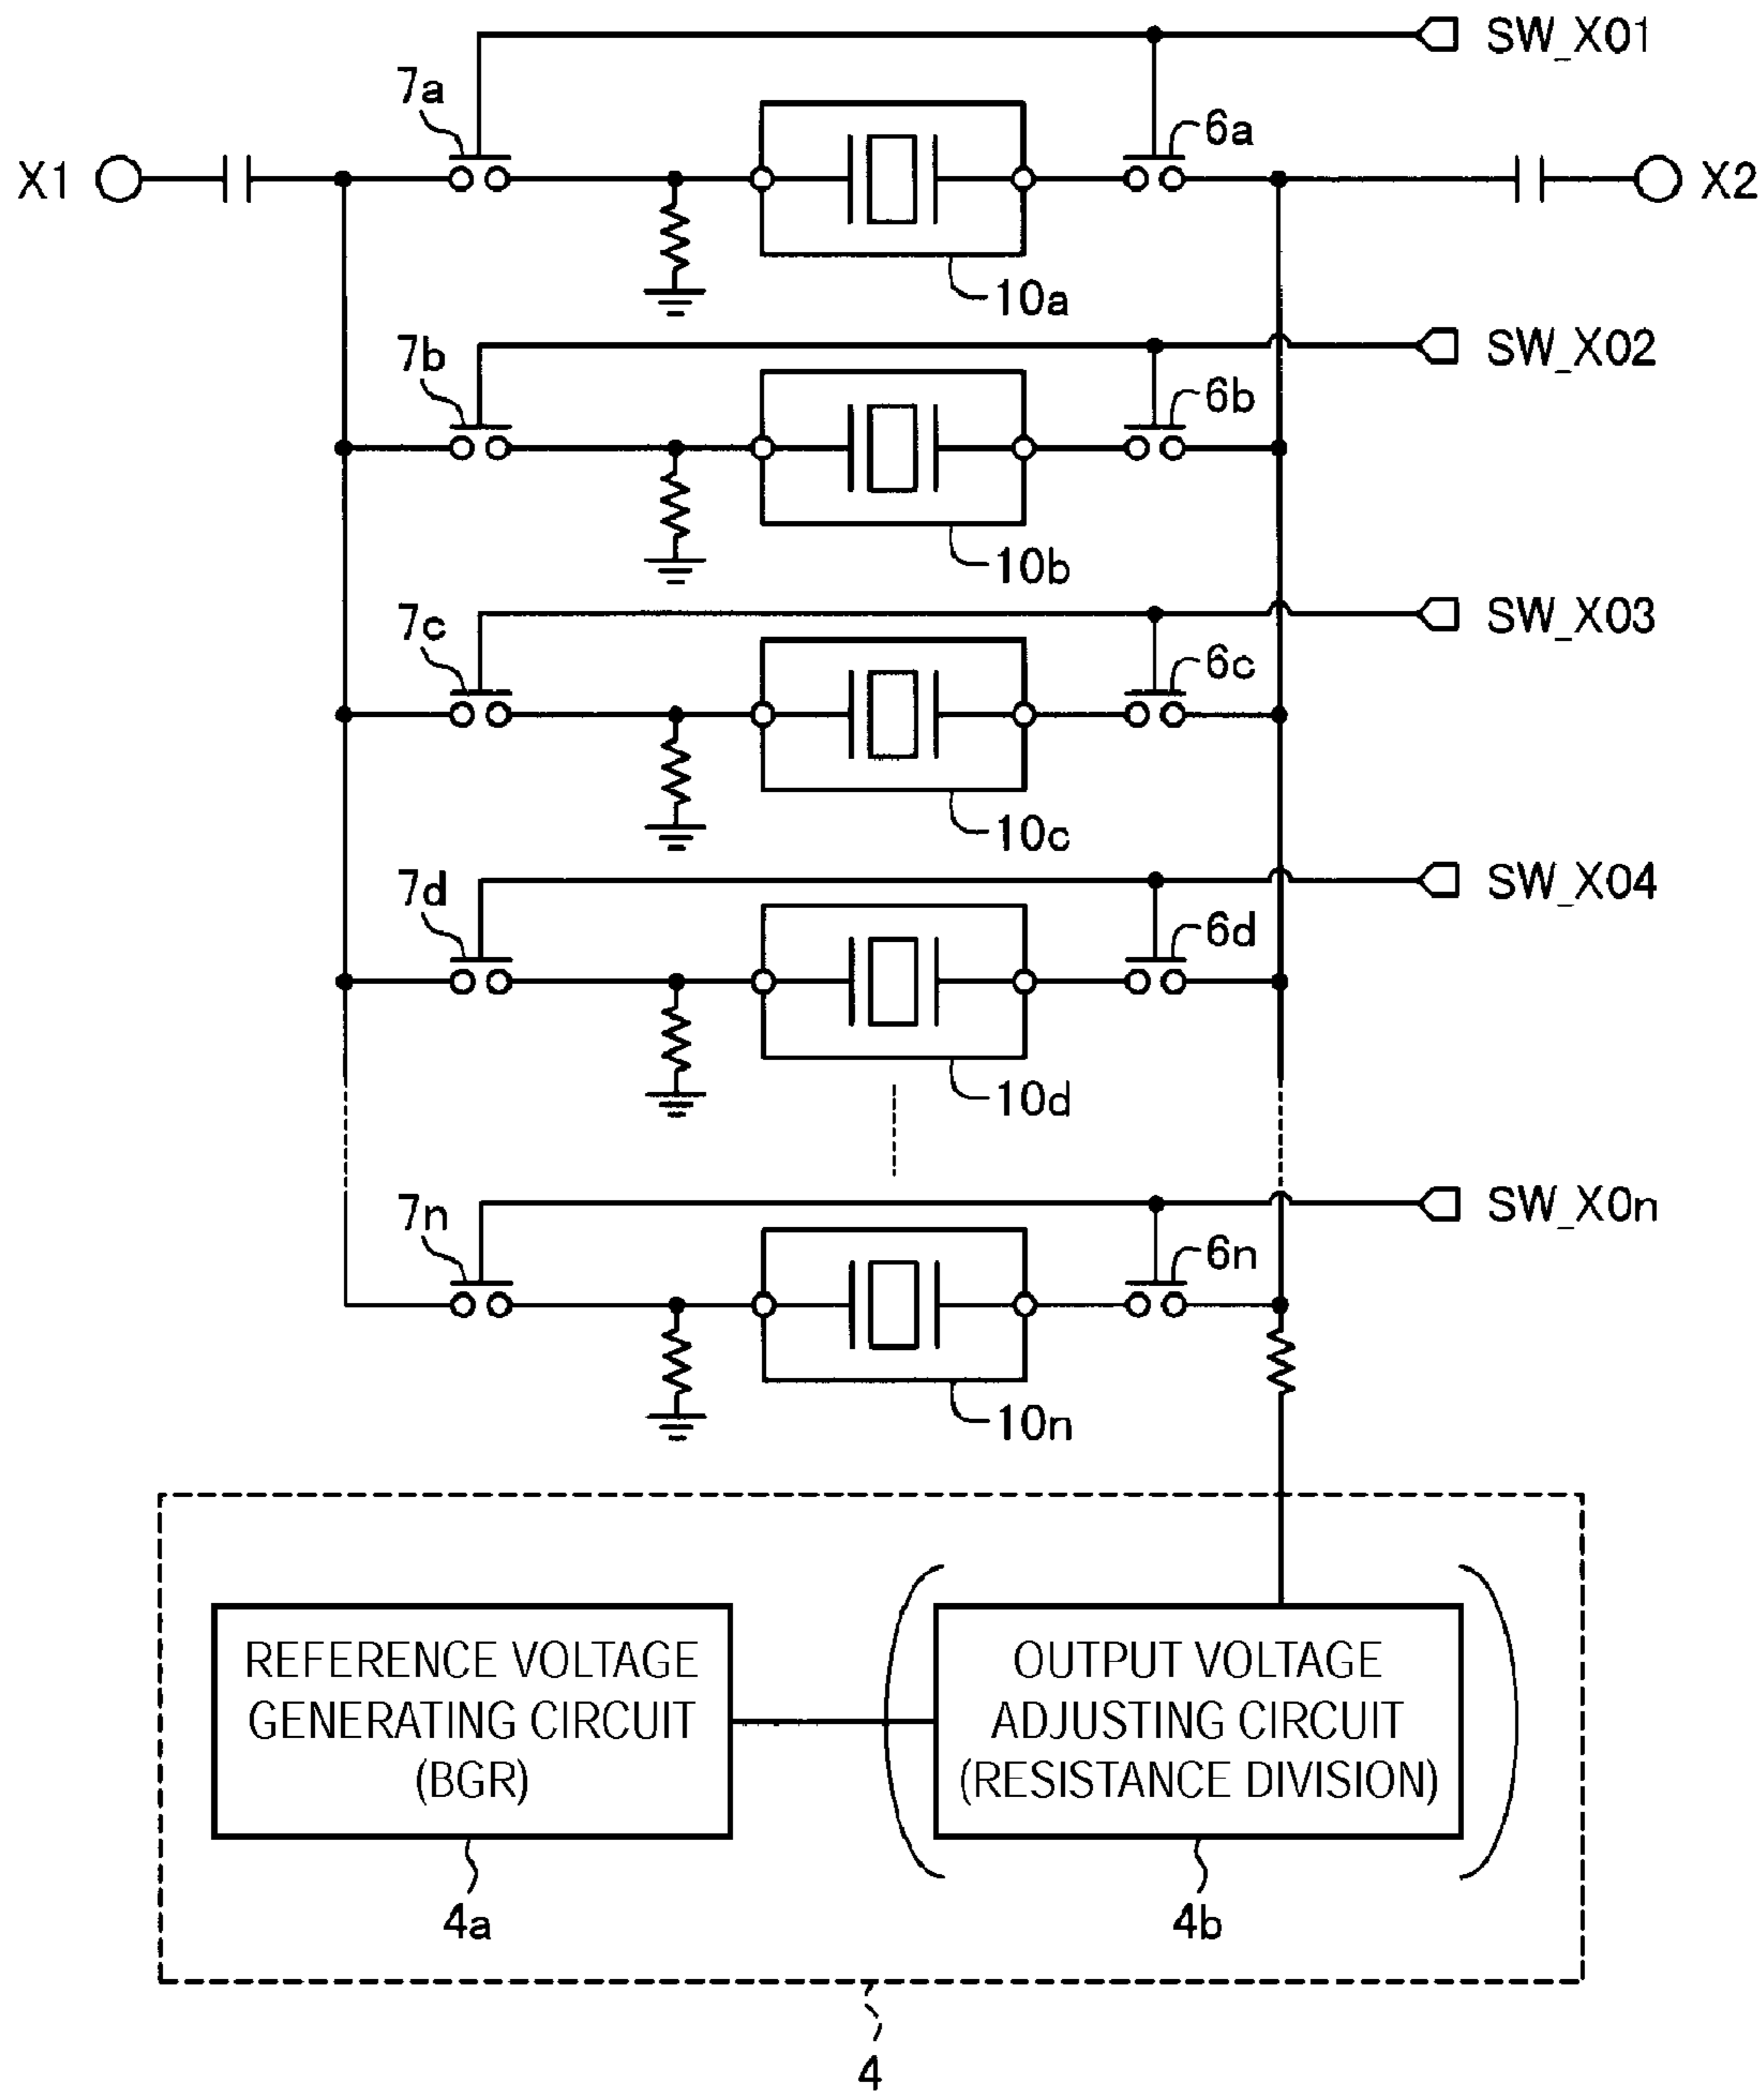 SW_X01
7a
6a
X1
X2
10a
SW_X02
7b
6b
10b
SW_X03
7c
6c
10c
SW_X04
7d
6d
10d
SW_X0n
7n
6n
10n
REFERENCE VOLTAGE
GENERATING CIRCUIT
(BGR)
OUTPUT VOLTAGE
ADJUSTING CIRCUIT
(RESISTANCE DIVISION)
4a
4b
4